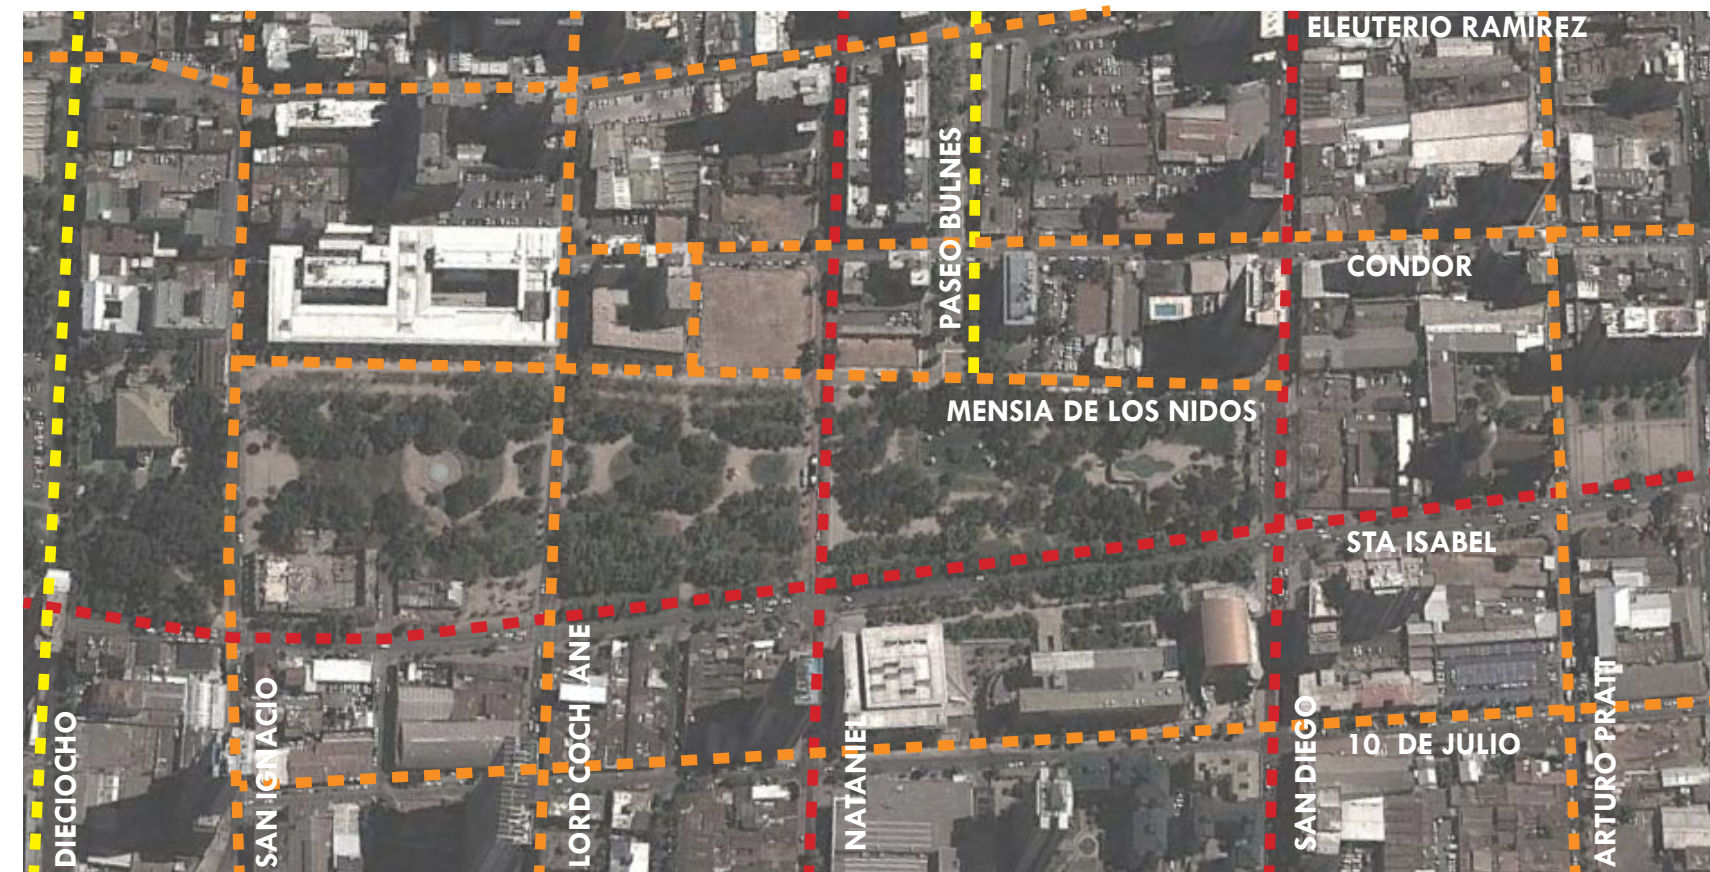 ELEUTERIO RAMIREZ
PASEO BULNES
CONDOR
MENSIA DE LOS NIDOS
STA ISABEL
DIECIOCHO
SAN IGNACIO
LORD COCHRANE
NATANIEL
SAN DIEGO
10 DE JULIO
ARTURO PRATT